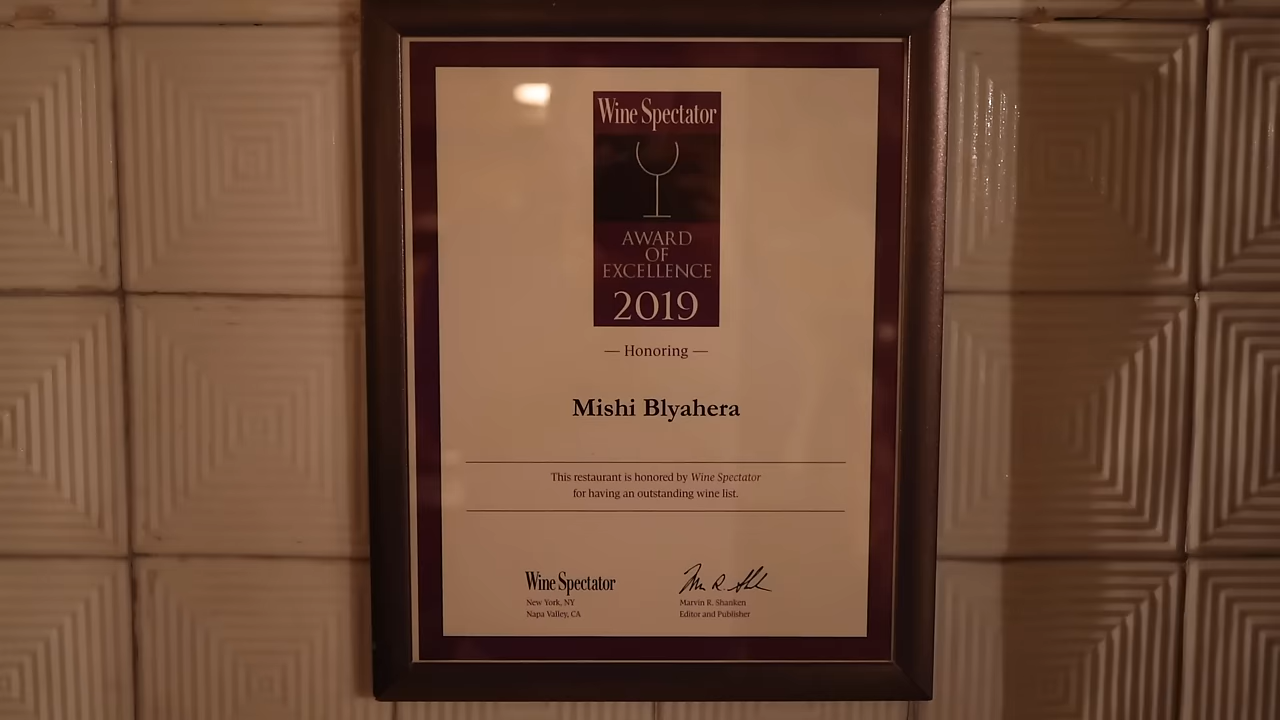 Wine Spectator
AWARD
OF
EXCELLENCE
2019
— Honoring —
Mishi Blyahera
This restaurant is honored by Wine Spectator
for having an outstanding wine list.
Wine Spectator
New York, NY
Napa Valley, CA
Marvin R. Shanken
Editor and Publisher